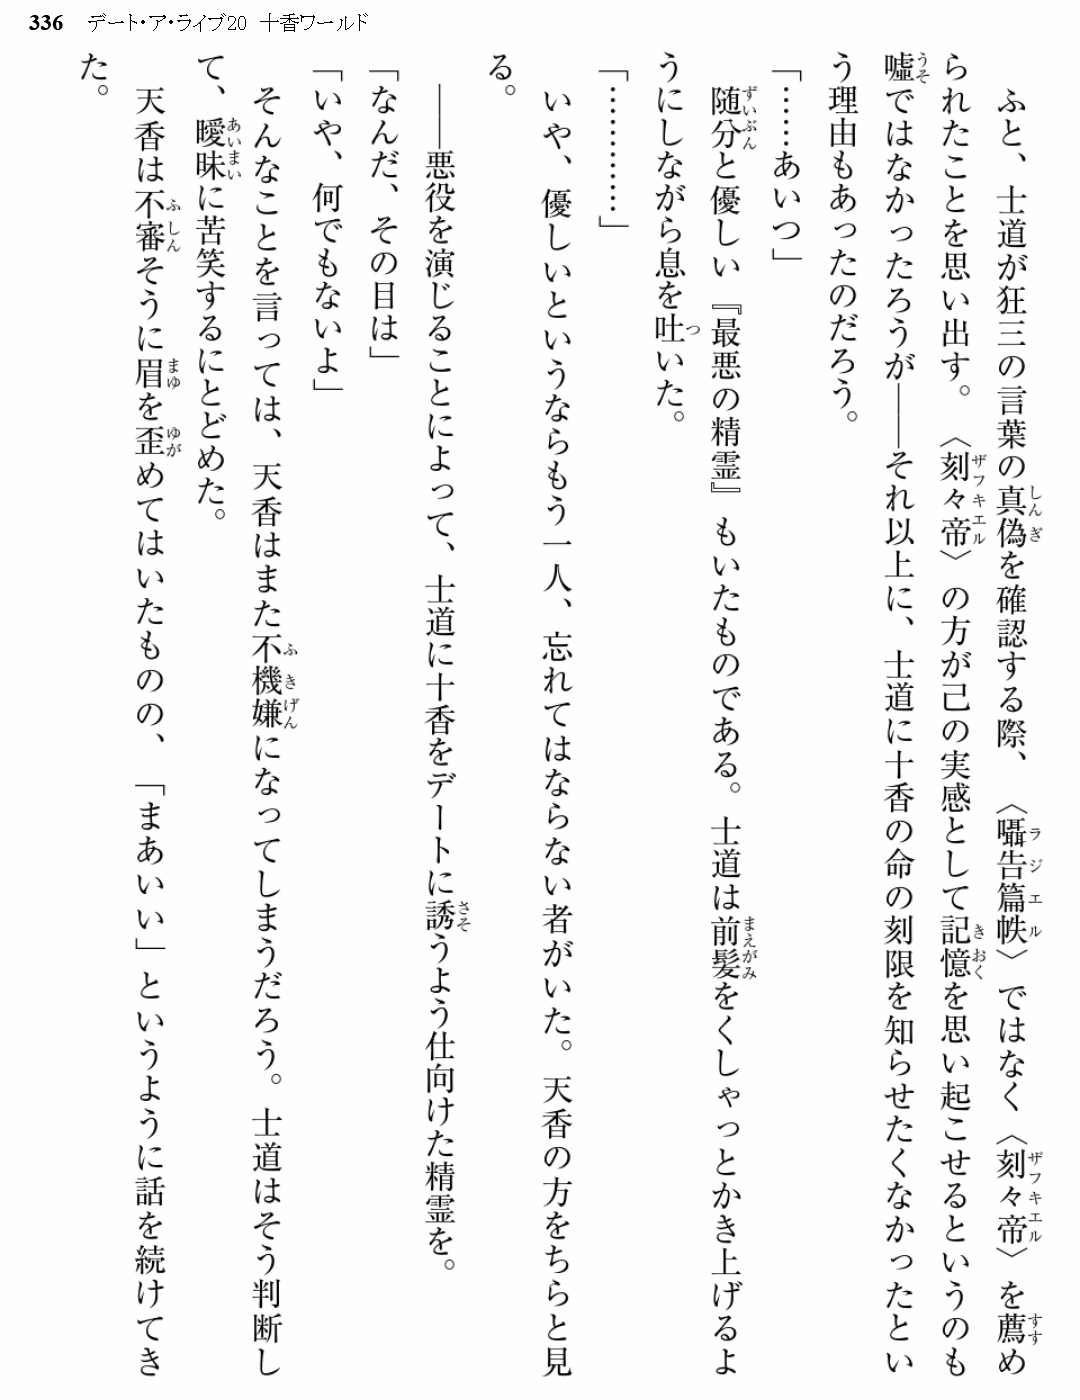 336 デート・ア・ライブ20 十香ワールド
ふと、士道が狂三の言葉の真偽を確認する際、〈囁告篇帙〉ではなく〈刻々帝〉を薦め
られたことを思い出す。〈刻々帝〉の方が己の実感として記憶を思い起こせるというのも
嘘ではなかったろうが――それ以上に、士道に十香の命の刻限を知らせたくなかったとい
う理由もあったのだろう。
「……あいつ」
随分と優しい『最悪の精霊』もいたものである。士道は前髪をくしゃっとかき上げるよ
うにしながら息を吐いた。
「…………」
いや、優しいというならもう一人、忘れてはならない者がいた。天香の方をちらと見
る。
――悪役を演じることによって、士道に十香をデートに誘うよう仕向けた精霊を。
「なんだ、その目は」
「いや、何でもないよ」
そんなことを言っては、天香はまた不機嫌になってしまうだろう。士道はそう判断し
て、曖昧に苦笑するにとどめた。
天香は不審そうに眉を歪めてはいたものの、「まあいい」というように話を続けてき
た。